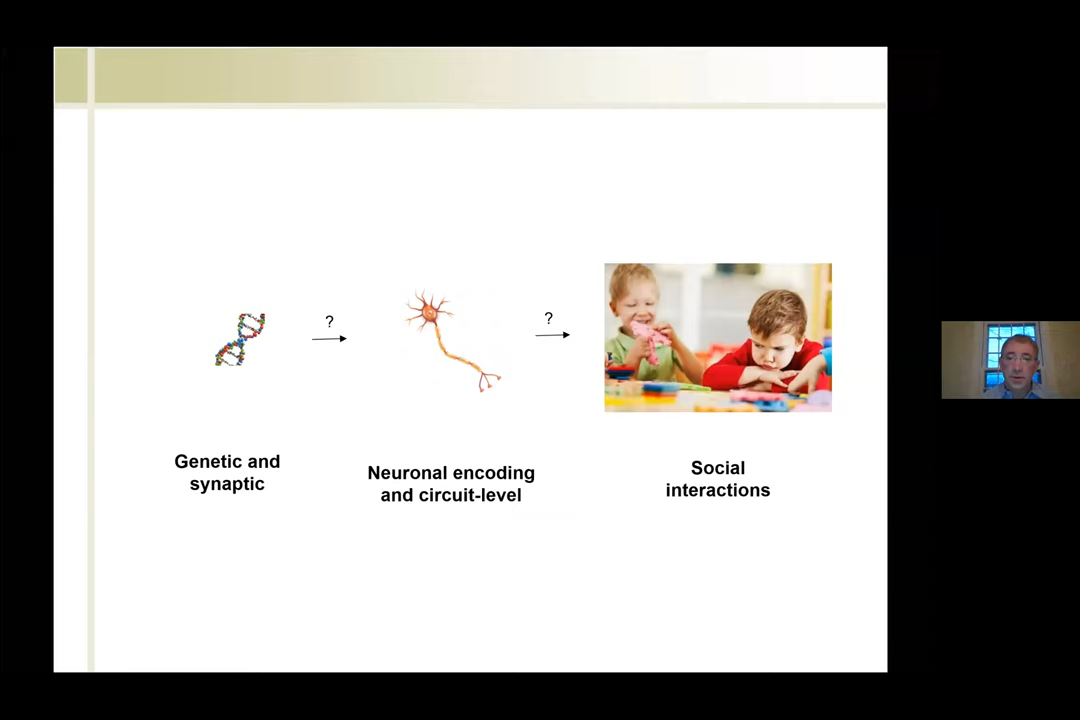 ?
?
Genetic and
synaptic
Neuronal encoding
and circuit-level
Social
interactions